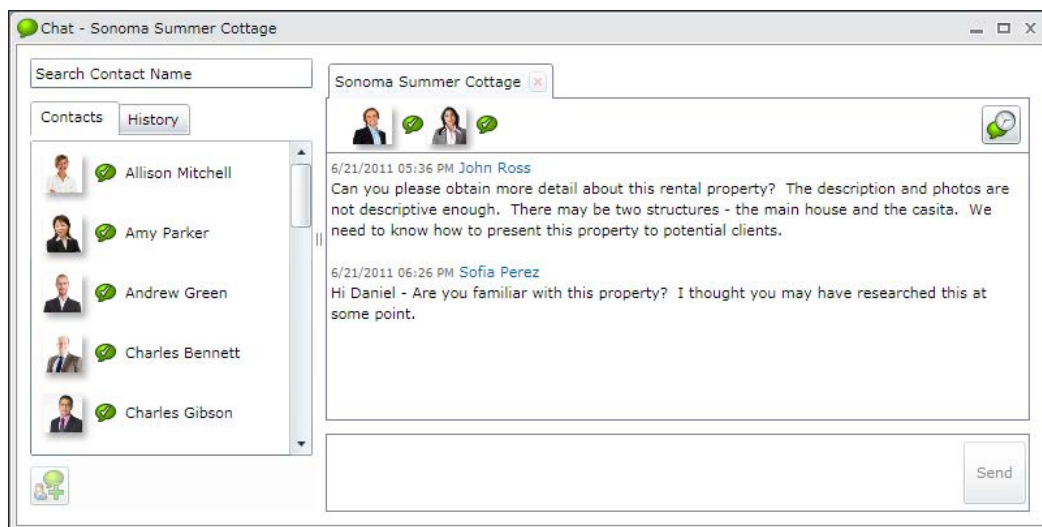 Chat - Sonoma Summer Cottage
Search Contact Name
Contacts
History
Allison Mitchell
Amy Parker
Andrew Green
Charles Bennett
Charles Gibson
Sonoma Summer Cottage
6/21/2011 05:36 PM John Ross
Can you please obtain more detail about this rental property?  The description and photos are
not descriptive enough.  There may be two structures - the main house and the casita.  We
need to know how to present this property to potential clients.
6/21/2011 06:26 PM Sofia Perez
Hi Daniel - Are you familiar with this property?  I thought you may have researched this at
some point.
Send